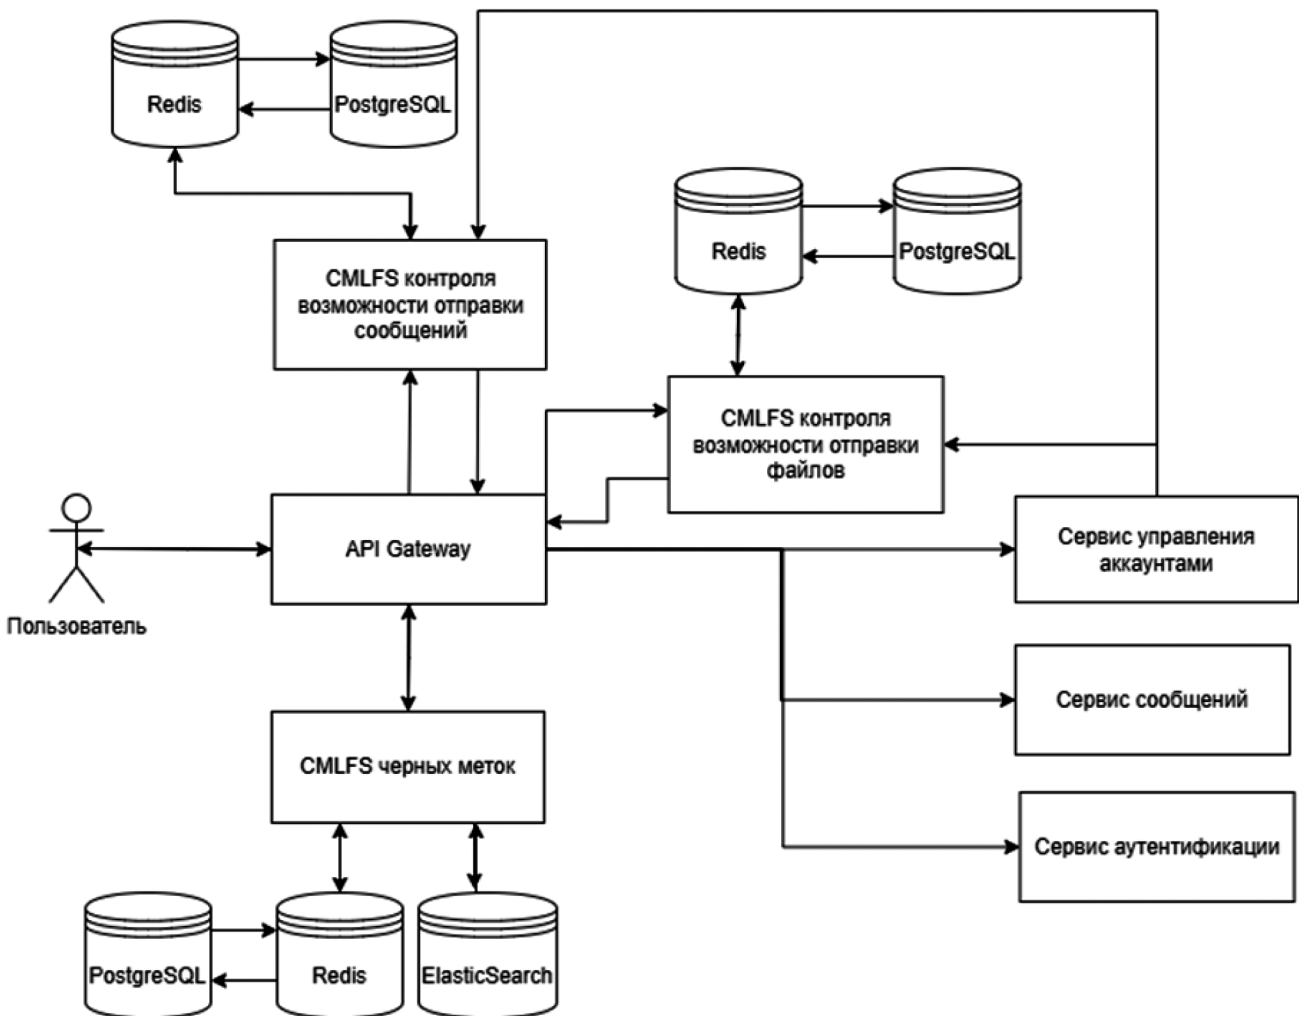 Redis
PostgreSQL
Redis
PostgreSQL
CMLFS контроля
возможности отправки
сообщений
CMLFS контроля
возможности отправки
файлов
API Gateway
Сервис управления
аккаунтами
Пользователь
Сервис сообщений
CMLFS черных меток
Сервис аутентификации
PostgreSQL
Redis
ElasticSearch